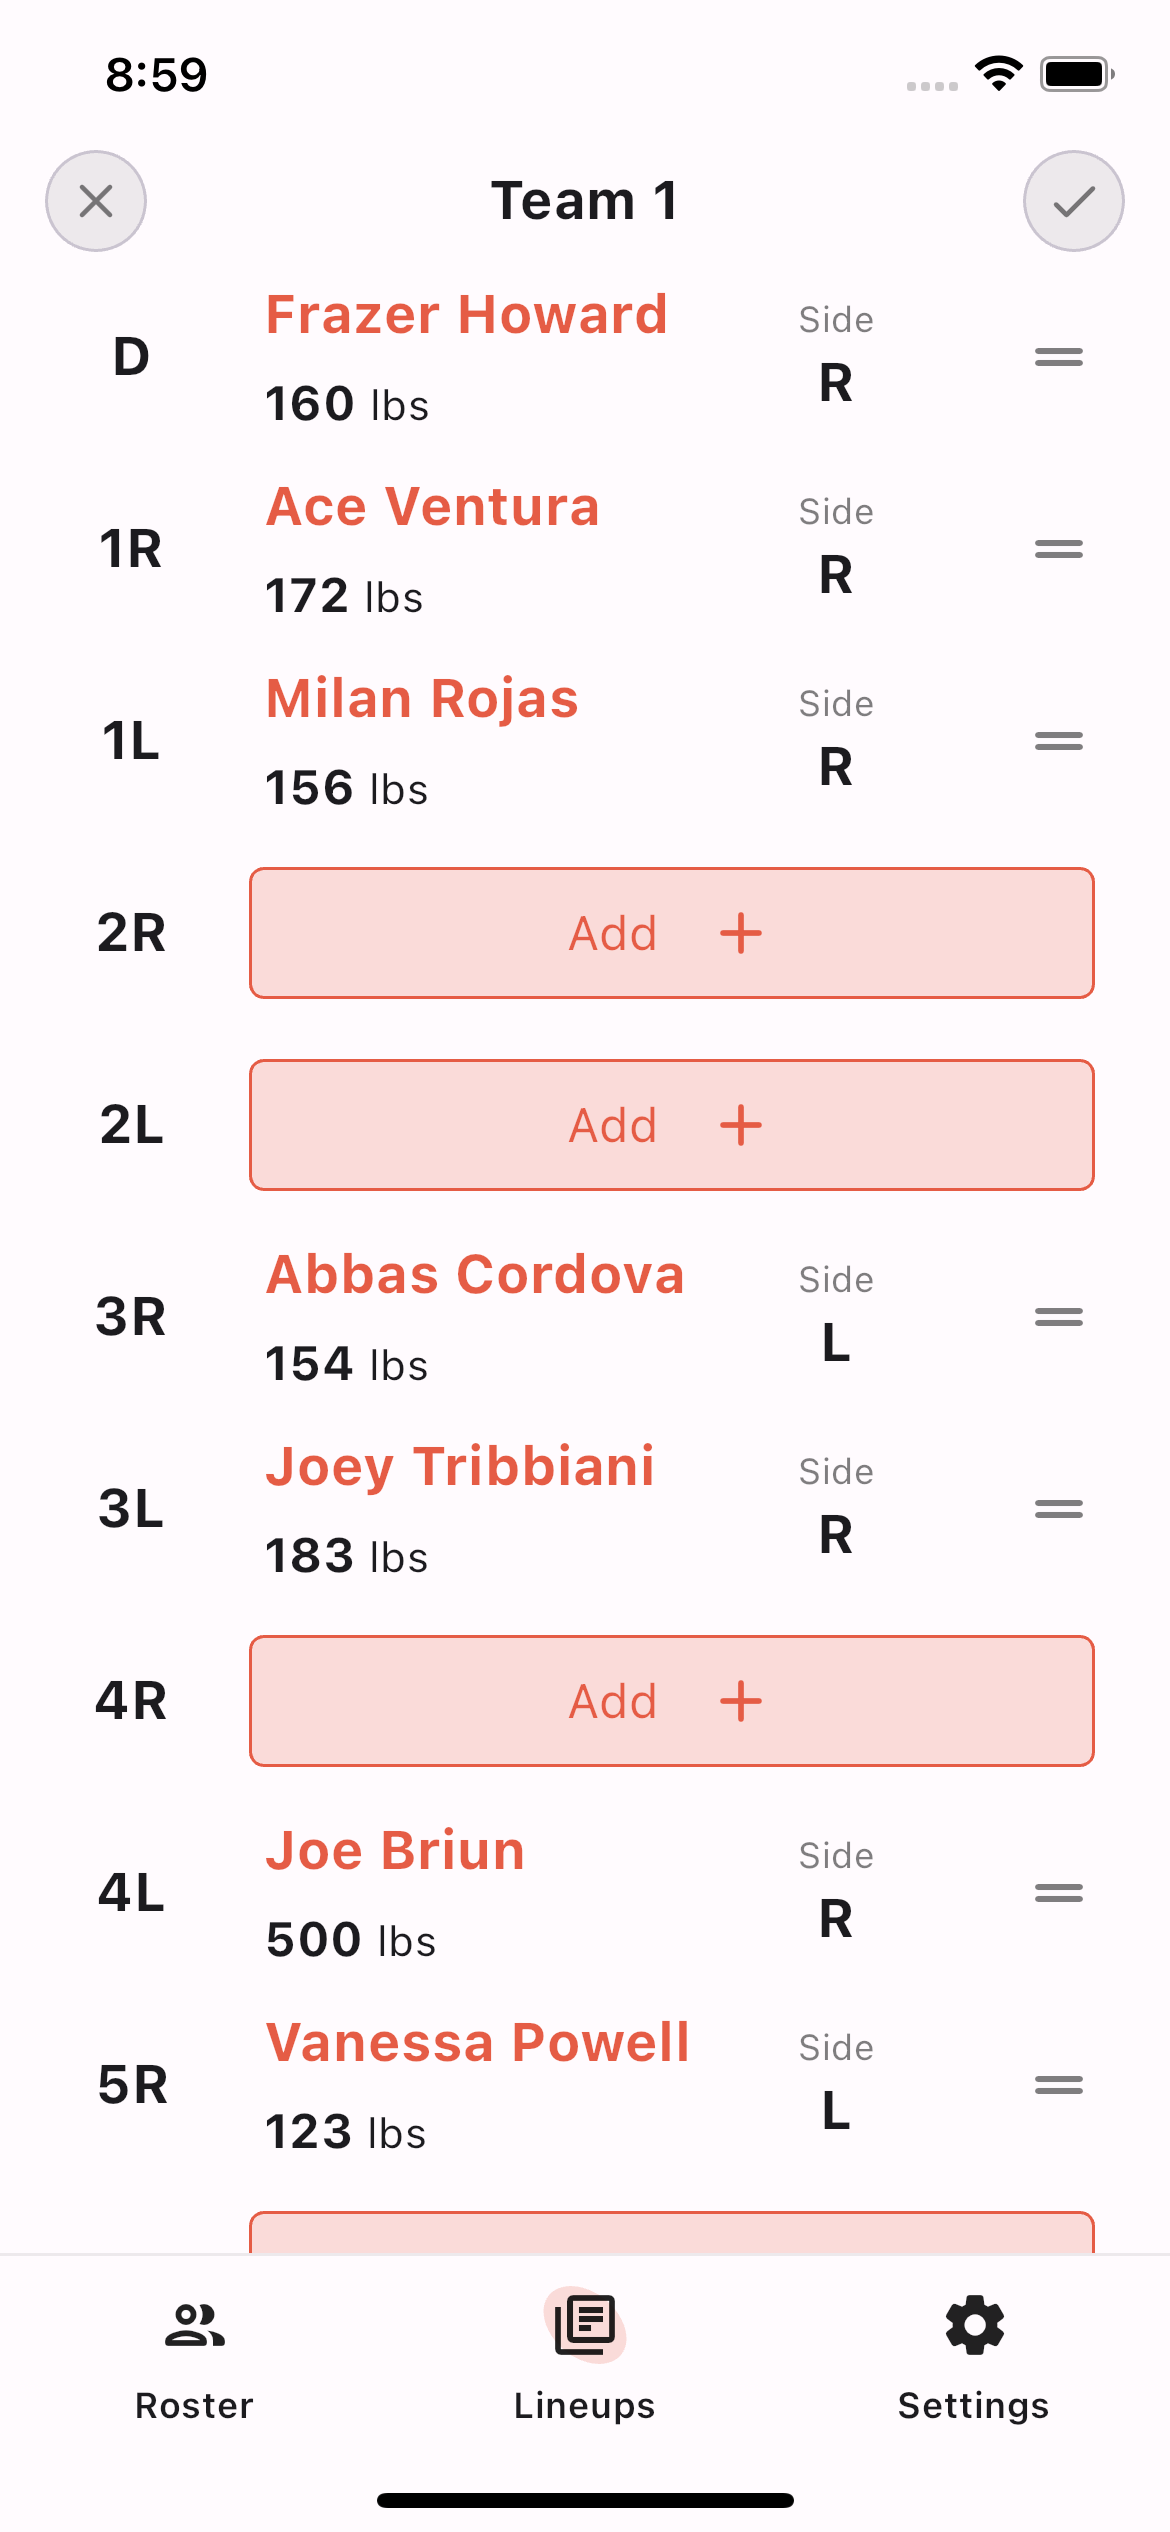 8:59
Team 1
D
Frazer Howard
160 lbs
Side
R
1R
Ace Ventura
172 lbs
Side
R
1L
Milan Rojas
156 lbs
Side
R
2R
Add
2L
Add
3R
Abbas Cordova
154 lbs
Side
L
3L
Joey Tribbiani
183 lbs
Side
R
4R
Add
4L
Joe Briun
500 lbs
Side
R
5R
Vanessa Powell
123 lbs
Side
L
Roster
Lineups
Settings